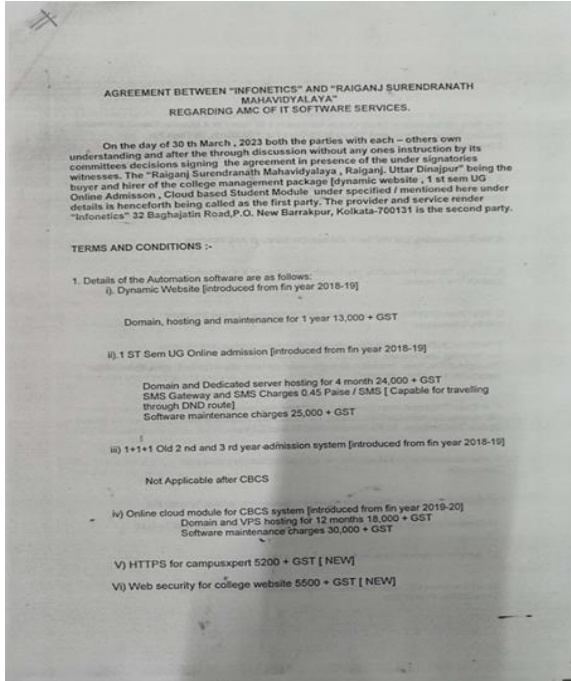 AGREEMENT BETWEEN "INFONETICS" AND "RAIGANJ SURENDRANATH
MAHAVIDYALAYA"
REGARDING AMC OF IT SOFTWARE SERVICES.
On the day of 30 th March , 2023 both the parties with each – others own
understanding and after the through discussion without any ones instruction by its
committees decisions signing the agreement in presence of the under signatories
witnesses. The "Raiganj Surendranath Mahavidyalaya , Raiganj. Uttar Dinajpur" being the
buyer and hirer of the college management package [dynamic website , 1 st sem UG
Online Admisson , Cloud based Student Module under specified / mentioned here under
details is henceforth being called as the first party. The provider and service render
"Infonetics" 32 Baghajatin Road,P.O. New Barrakpur, Kolkata-700131 is the second party.
TERMS AND CONDITIONS :-
1. Details of the Automation software are as follows:
i). Dynamic Website [introduced from fin year 2018-19]
Domain, hosting and maintenance for 1 year 13,000 + GST
ii).1 ST Sem UG Online admission [introduced from fin year 2018-19]
Domain and Dedicated server hosting for 4 month 24,000 + GST
SMS Gateway and SMS Charges 0.45 Paise / SMS [ Capable for travelling
through DND route]
Software maintenance charges 25,000 + GST
iii) 1+1+1 Old 2 nd and 3 rd year admission system [introduced from fin year 2018-19]
Not Applicable after CBCS
iv) Online cloud module for CBCS system [introduced from fin year 2019-20]
Domain and VPS hosting for 12 months 18,000 + GST
Software maintenance charges 30,000 + GST
V) HTTPS for campusxpert 5200 + GST [ NEW]
Vi) Web security for college website 5500 + GST [ NEW]